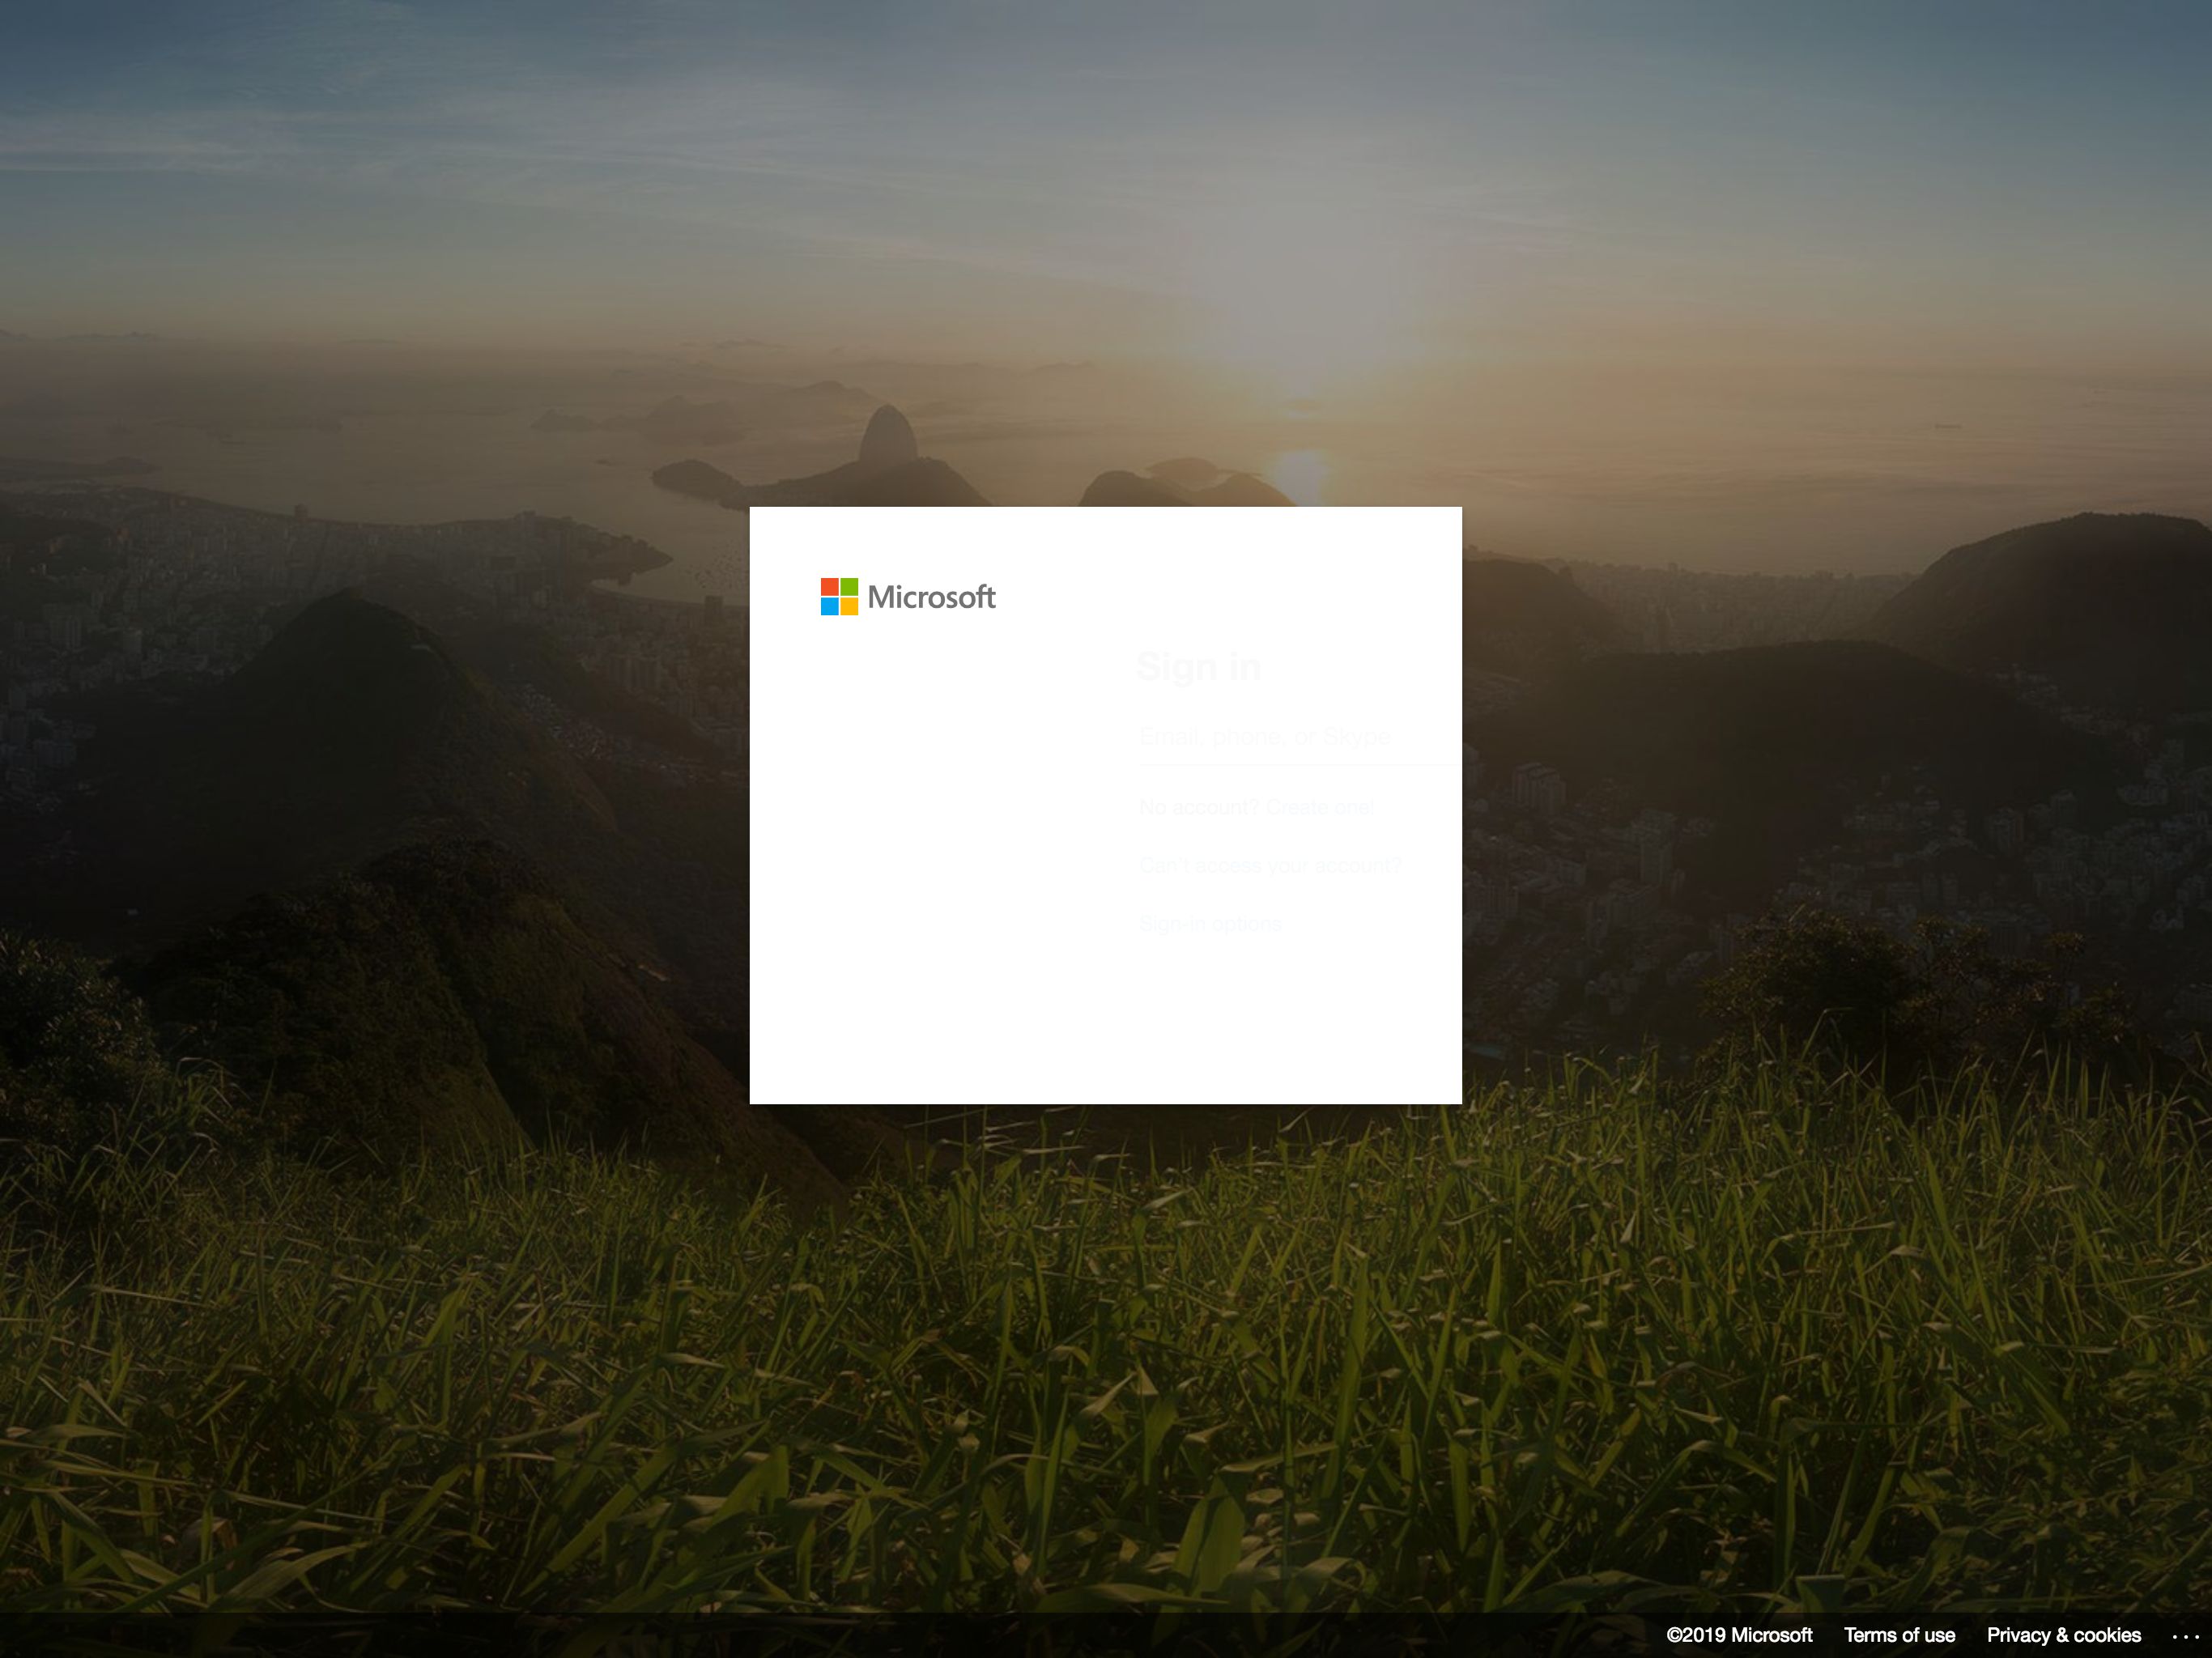 Microsoft
Sign in
Email, phone, or Skype
No account? Create one!
Can't access your account?
Sign-in options
©2019 Microsoft Terms of use Privacy & cookies ...